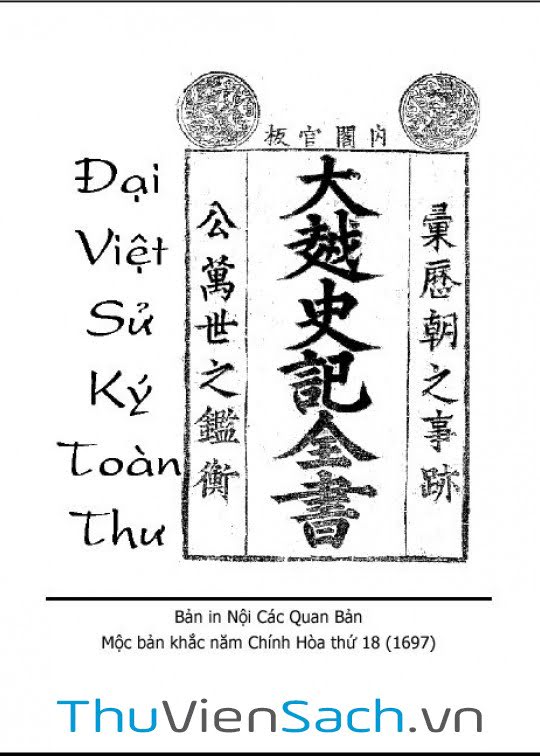 內閣官板
彙歷朝之事跡
大越史記全書
公萬世之鑑衡
Đại
Việt
Sử
Ký
Toàn
Thư
Bản in Nội Các Quan Bản
Mộc bản khắc năm Chính Hòa thứ 18 (1697)
ThuVienSach.vn